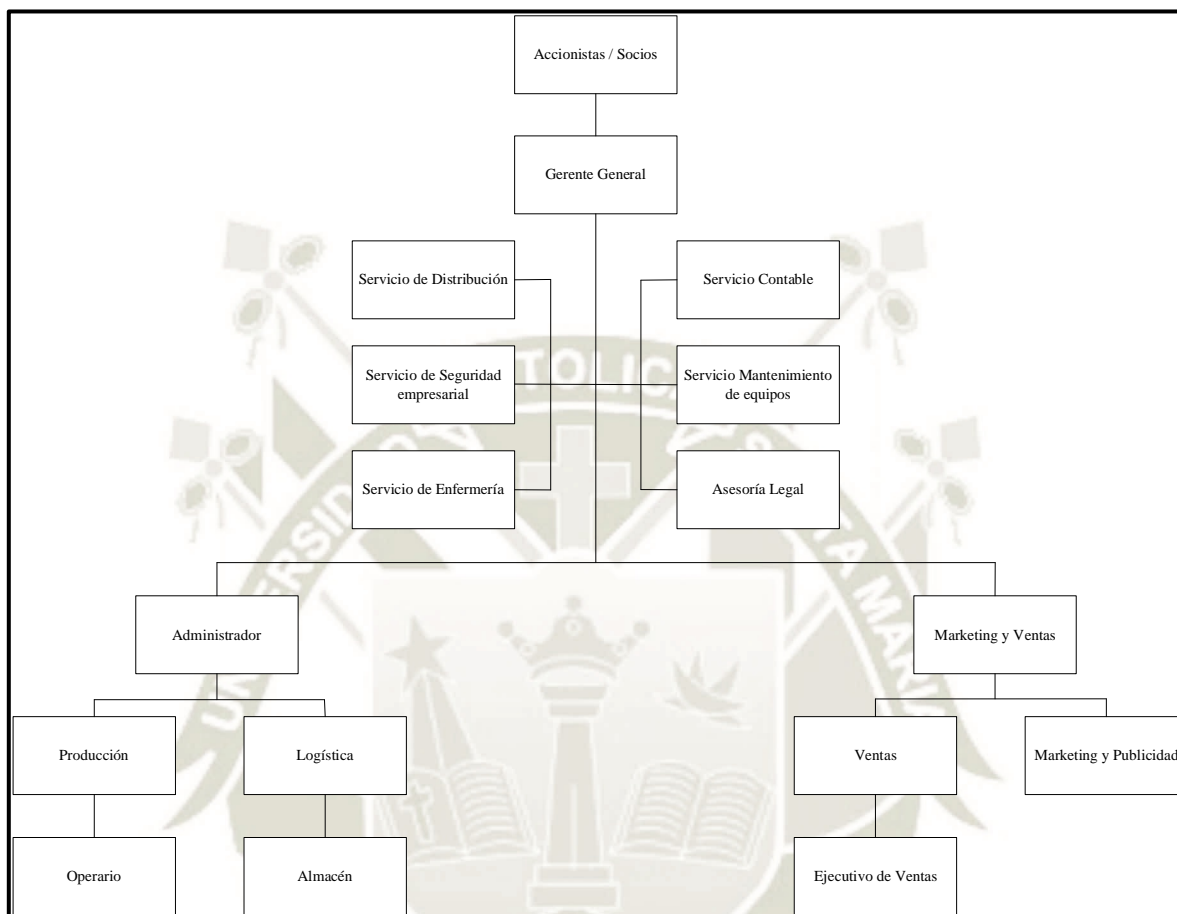 Accionistas / Socios
Gerente General
Servicio de Distribución
Servicio Contable
Servicio de Seguridad
empresarial
Servicio Mantenimiento
de equipos
Servicio de Enfermería
Asesoría Legal
Administrador
Marketing y Ventas
Producción
Logística
Ventas
Marketing y Publicidad
Operario
Almacén
Ejecutivo de Ventas